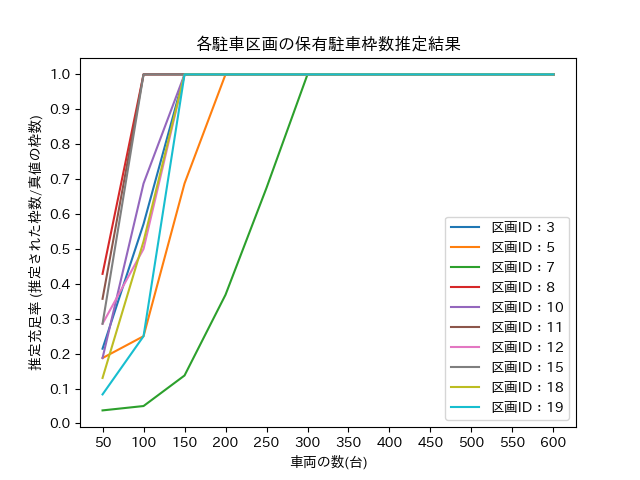 各駐車区画の保有駐車枠数推定結果
推定充足率 (推定された枠数/真値の枠数)
1.0
0.9
0.8
0.7
0.6
0.5
0.4
0.3
0.2
0.1
0.0
区画ID：3
区画ID：5
区画ID：7
区画ID：8
区画ID：10
区画ID：11
区画ID：12
区画ID：15
区画ID：18
区画ID：19
50 100 150 200 250 300 350 400 450 500 550 600
車両の数(台)